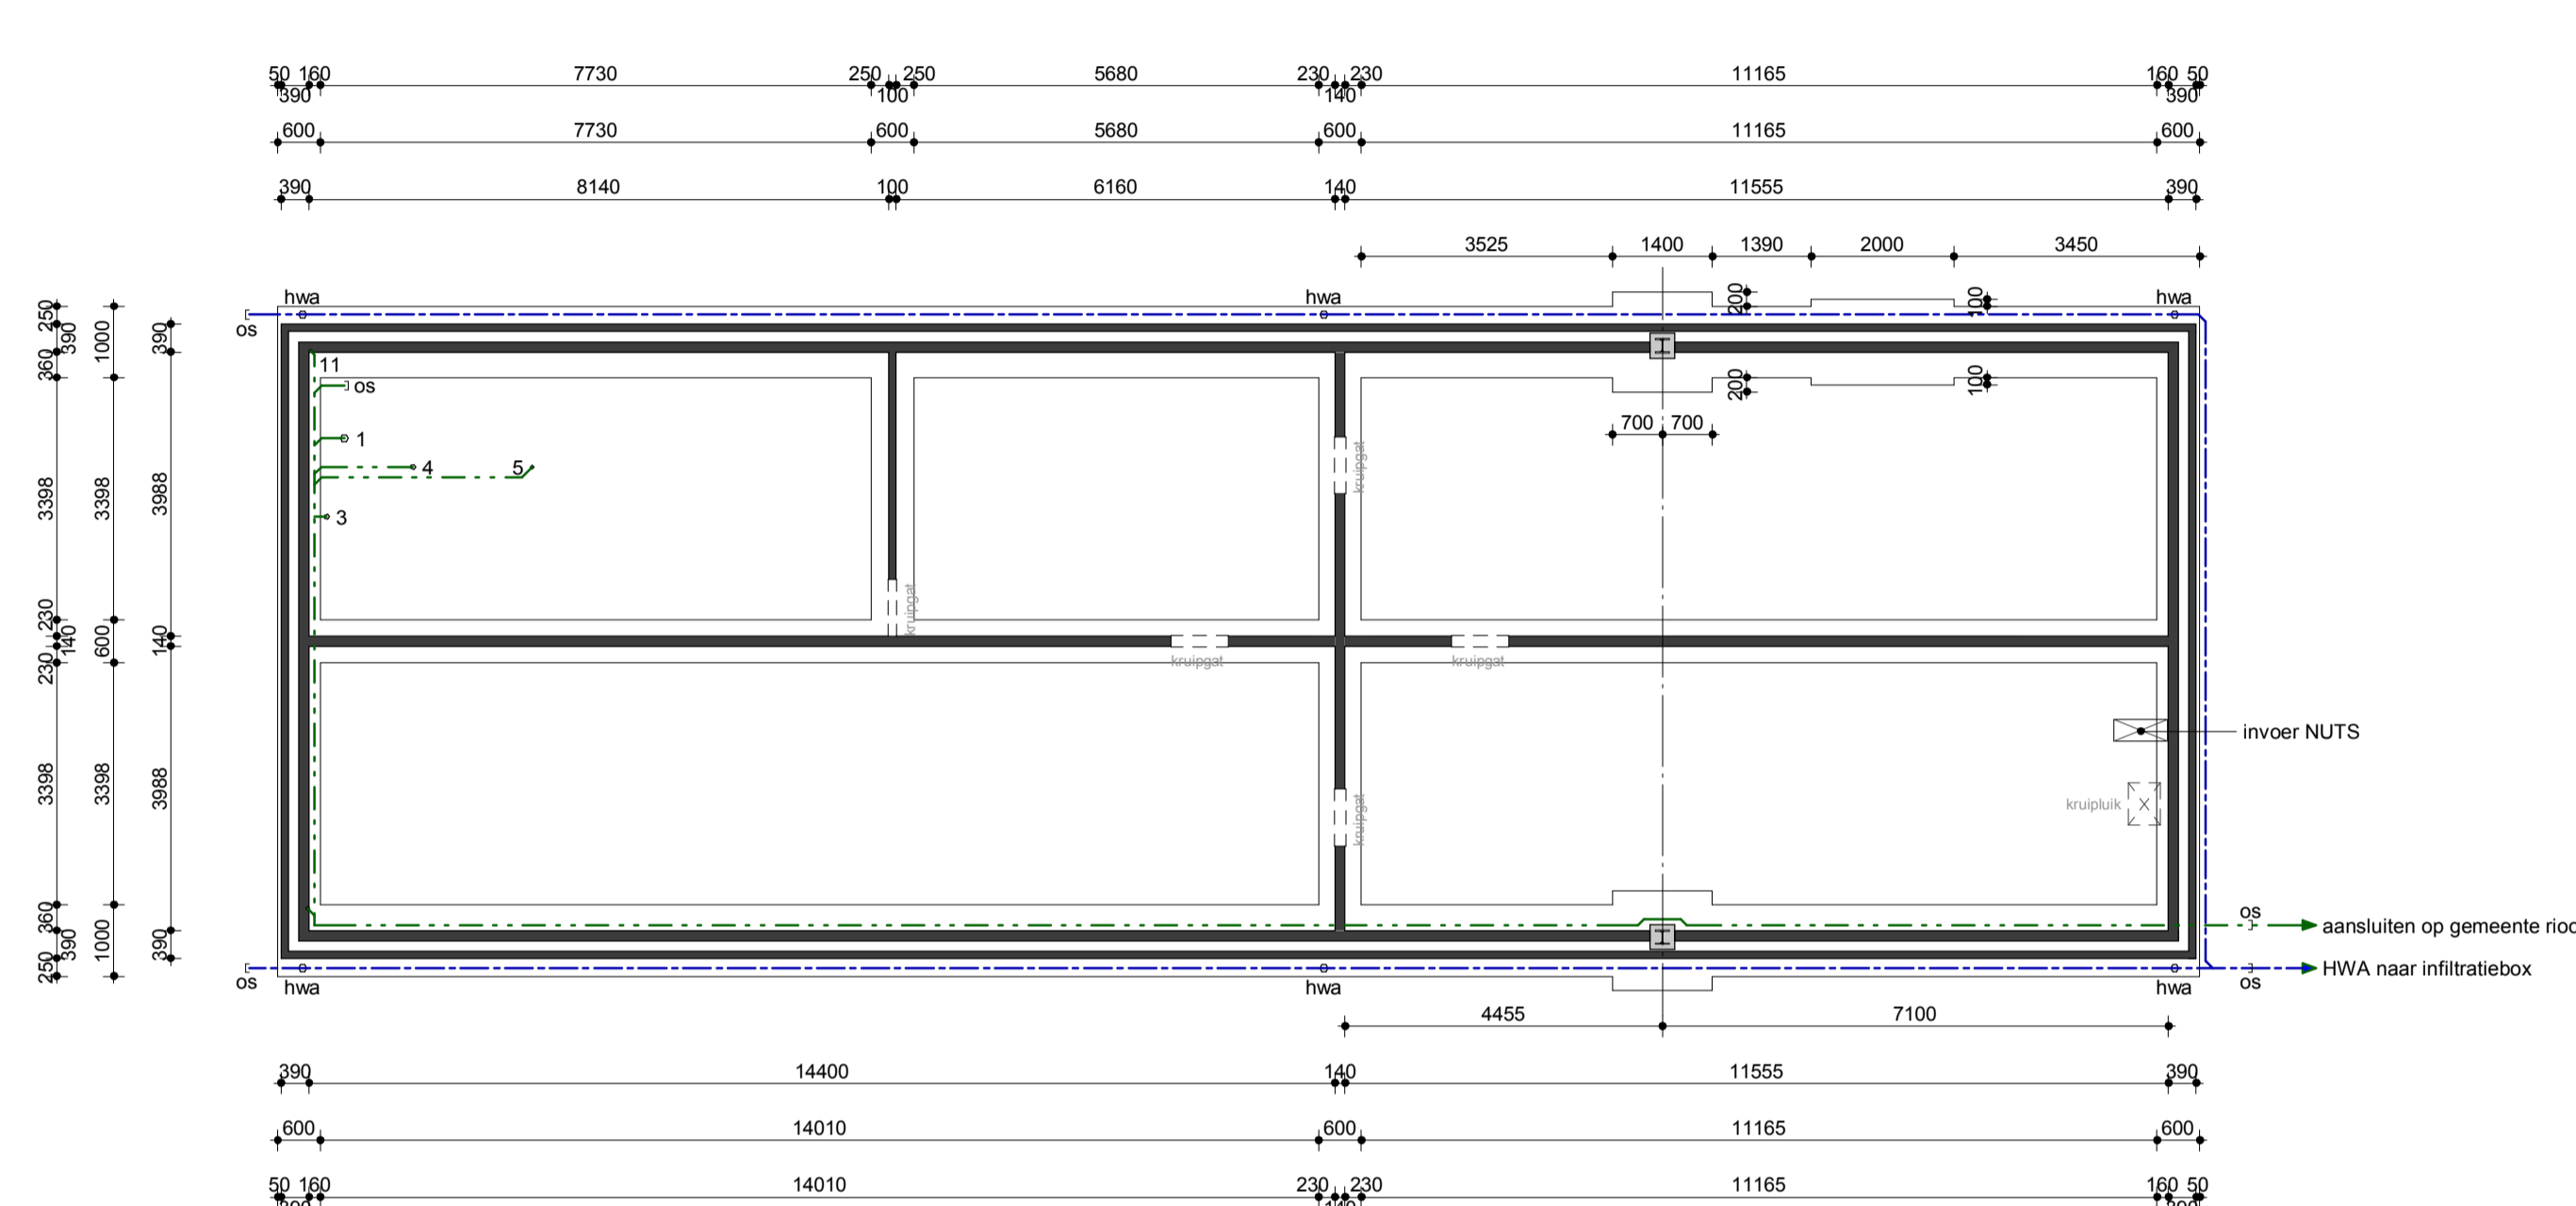 50 160 7730 250 250 5680 230 230 11165 160 50
390 100 140 390
600 7730 600 5680 600 11165 600
390 8140 100 6160 140 11555 390
3525 1400 1390 2000 3450
hwa hwa 200 100 hwa
os
250 390 1000 390
360
11
os
200 100
700 700
1
4 5
3
kruipgat
3398 3398 3988
kruipgat
230 140 600 140
230
kruipgat kruipgat
invoer NUTS
3398 3398 3988
kruipluik
kruipgat
360 390 1000 390
250
os
aansluiten op gemeente
HWA naar infiltratiebox
os os
hwa hwa hwa
4455 7100
390 14400 140 11555 390
600 14010 600 11165 600
50 160 14010 230 230 11165 160 50